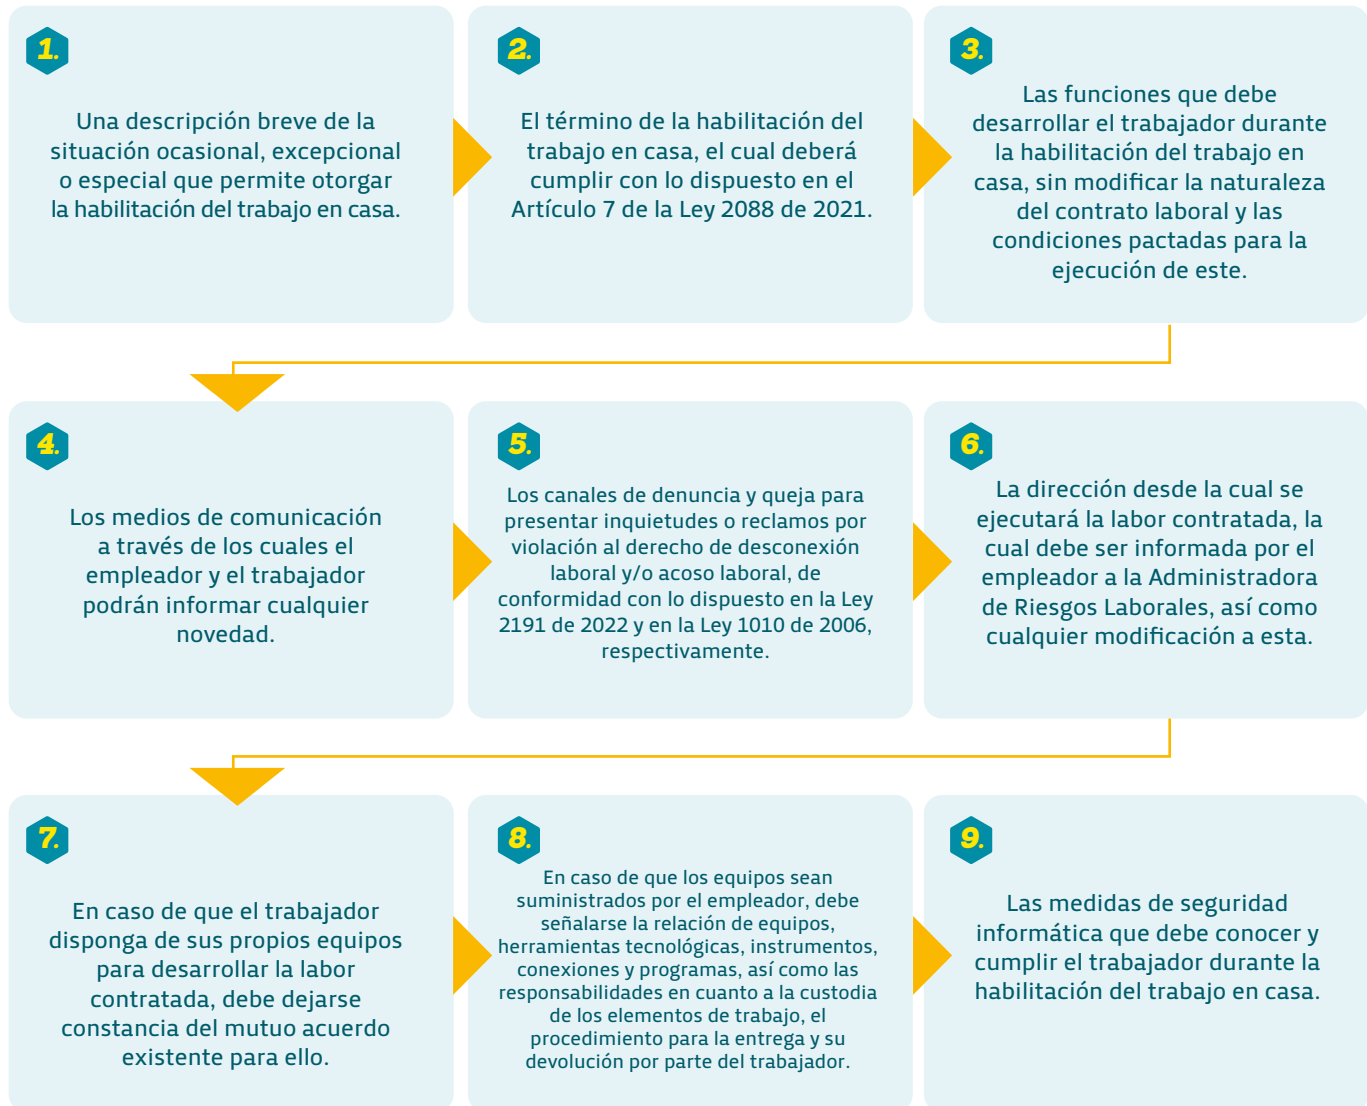 1.
Una descripción breve de la
situación ocasional, excepcional
o especial que permite otorgar
la habilitación del trabajo en casa.
2.
El término de la habilitación del
trabajo en casa, el cual deberá
cumplir con lo dispuesto en el
Artículo 7 de la Ley 2088 de 2021.
3.
Las funciones que debe
desarrollar el trabajador durante
la habilitación del trabajo en
casa, sin modificar la naturaleza
del contrato laboral y las
condiciones pactadas para la
ejecución de este.
4.
Los medios de comunicación
a través de los cuales el
empleador y el trabajador
podrán informar cualquier
novedad.
5.
Los canales de denuncia y queja para
presentar inquietudes o reclamos por
violación al derecho de desconexión
laboral y/o acoso laboral, de
conformidad con lo dispuesto en la Ley
2191 de 2022 y en la Ley 1010 de 2006,
respectivamente.
6.
La dirección desde la cual se
ejecutará la labor contratada, la
cual debe ser informada por el
empleador a la Administradora
de Riesgos Laborales, así como
cualquier modificación a esta.
7.
En caso de que el trabajador
disponga de sus propios equipos
para desarrollar la labor
contratada, debe dejarse
constancia del mutuo acuerdo
existente para ello.
8.
En caso de que los equipos sean
suministrados por el empleador, debe
señalarse la relación de equipos,
herramientas tecnológicas, instrumentos,
conexiones y programas, así como las
responsabilidades en cuanto a la custodia
de los elementos de trabajo, el
procedimiento para la entrega y su
devolución por parte del trabajador.
9.
Las medidas de seguridad
informática que debe conocer y
cumplir el trabajador durante la
habilitación del trabajo en casa.